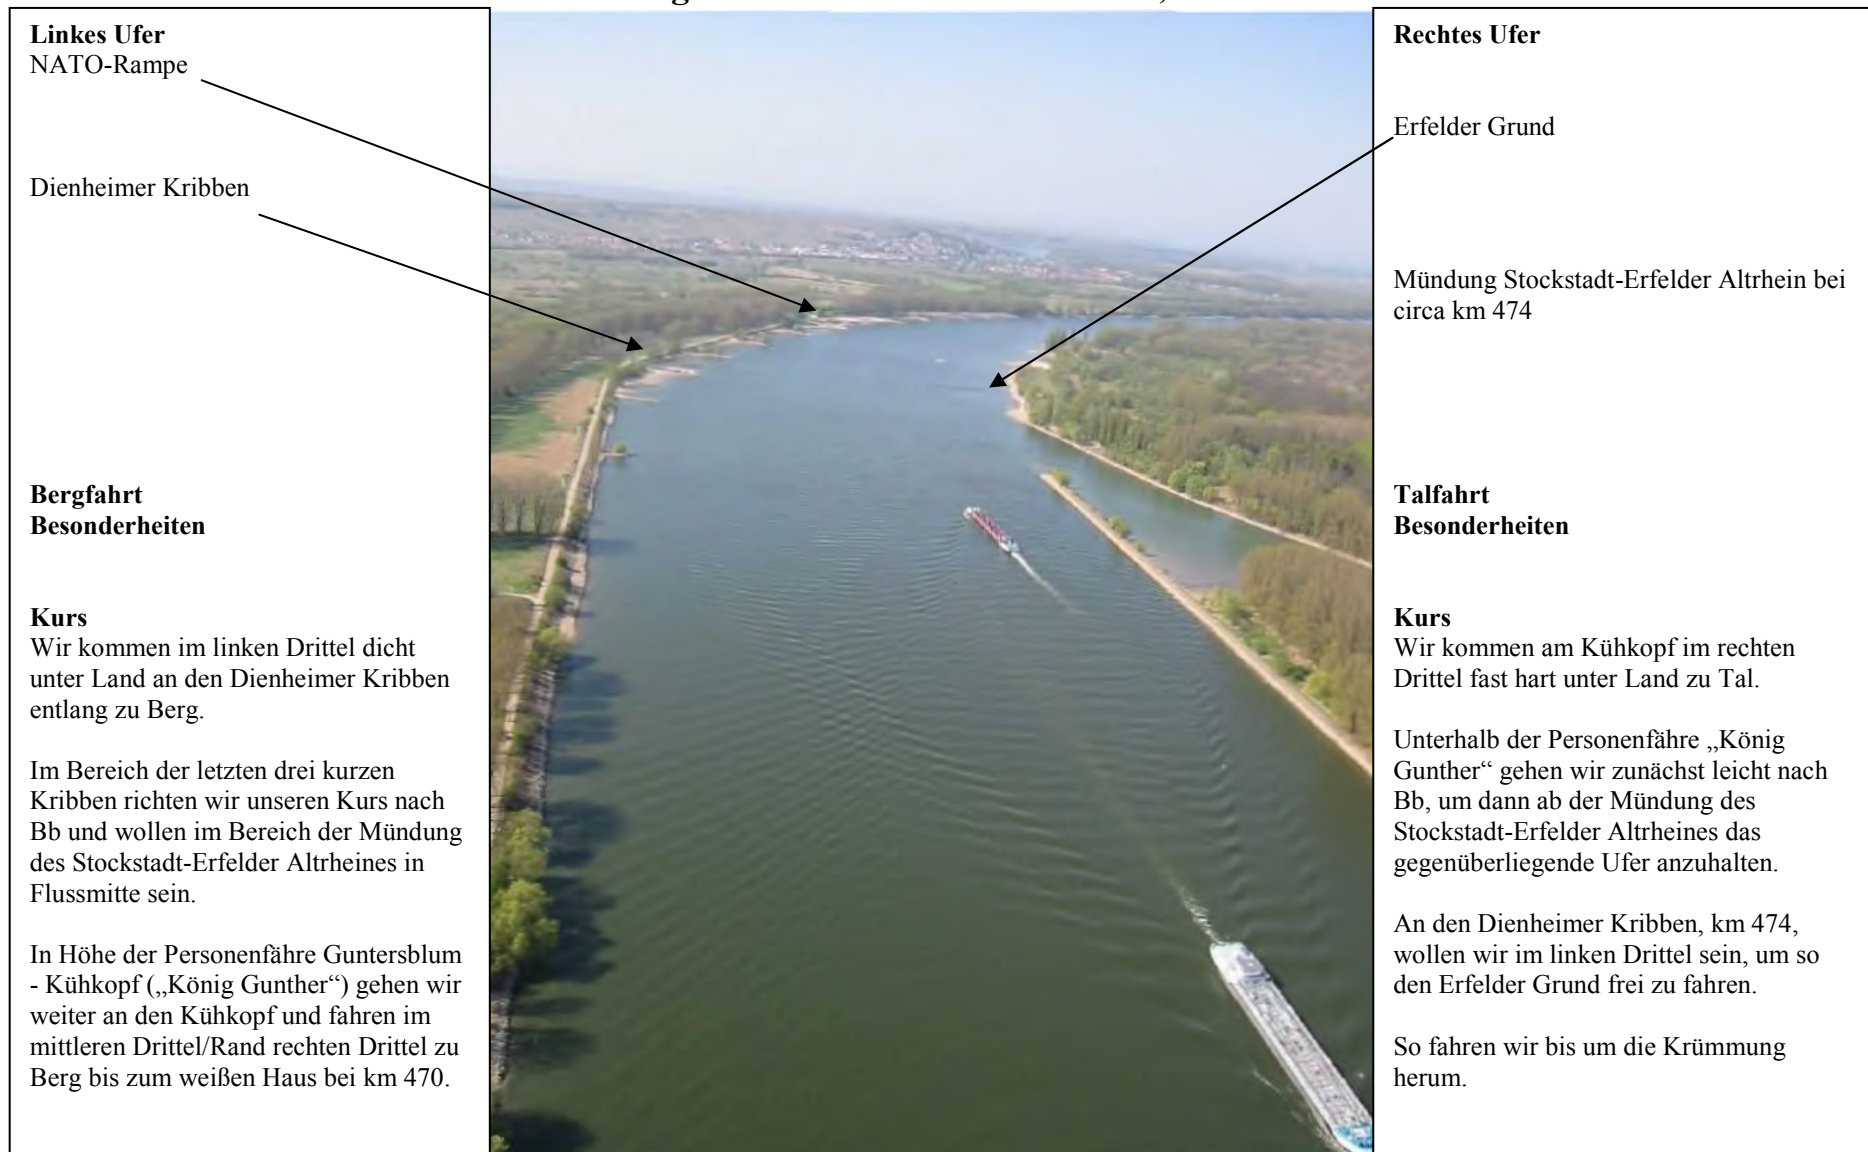 Linkes Ufer
NATO-Rampe
Dienheimer Kribben
Bergfahrt
Besonderheiten
Kurs
Wir kommen im linken Drittel dicht
unter Land an den Dienheimer Kribben
entlang zu Berg.
Im Bereich der letzten drei kurzen
Kribben richten wir unseren Kurs nach
Bb und wollen im Bereich der Mündung
des Stockstadt-Erfelder Altrheines in
Flussmitte sein.
In Höhe der Personenfähre Guntersblum
- Kühkopf („König Gunther“) gehen wir
weiter an den Kühkopf und fahren im
mittleren Drittel/Rand rechten Drittel zu
Berg bis zum weißen Haus bei km 470.
Rechtes Ufer
Erfelder Grund
Mündung Stockstadt-Erfelder Altrhein bei
circa km 474
Talfahrt
Besonderheiten
Kurs
Wir kommen am Kühkopf im rechten
Drittel fast hart unter Land zu Tal.
Unterhalb der Personenfähre „König
Gunther“ gehen wir zunächst leicht nach
Bb, um dann ab der Mündung des
Stockstadt-Erfelder Altrheines das
gegenüberliegende Ufer anzuhalten.
An den Dienheimer Kribben, km 474,
wollen wir im linken Drittel sein, um so
den Erfelder Grund frei zu fahren.
So fahren wir bis um die Krümmung
herum.